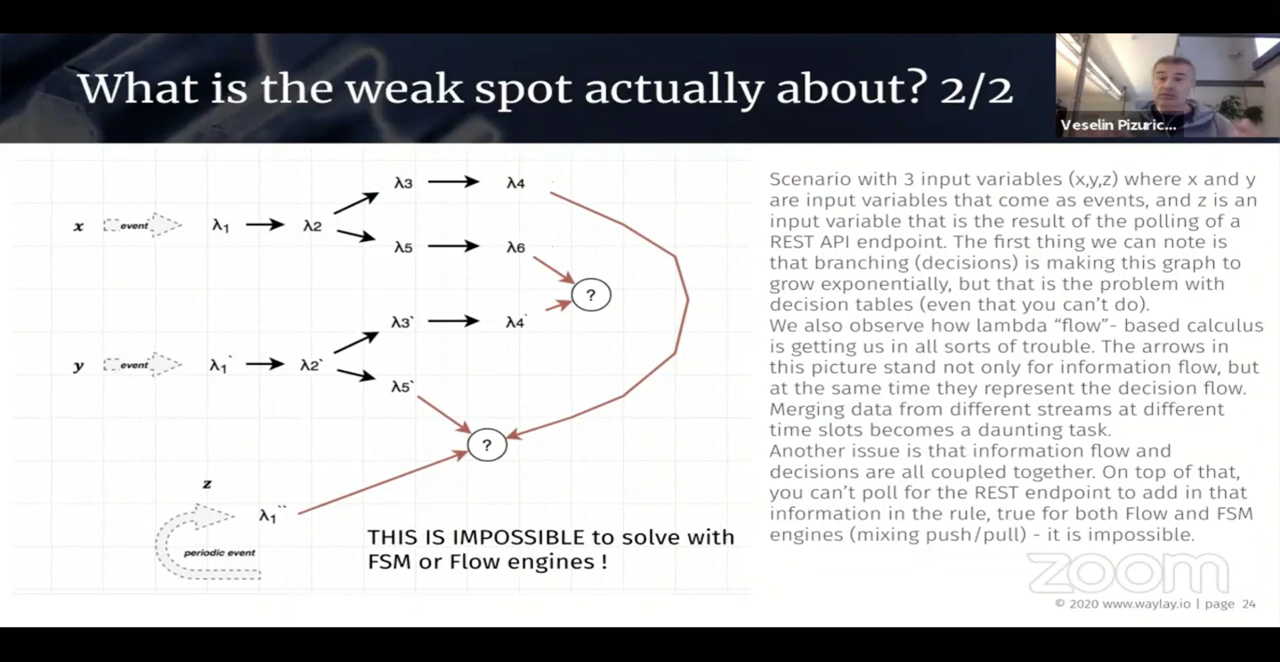 What is the weak spot actually about? 2/2
Veselin Pizuric...
x event λ1 λ2 λ3 λ4
λ5 λ6
?
y event λ1` λ2` λ3` λ4`
λ5`
?
z
λ1``
periodic event
THIS IS IMPOSSIBLE to solve with
FSM or Flow engines !
Scenario with 3 input variables (x,y,z) where x and y
are input variables that come as events, and z is an
input variable that is the result of the polling of a
REST API endpoint. The first thing we can note is
that branching (decisions) is making this graph to
grow exponentially, but that is the problem with
decision tables (even that you can't do).
We also observe how lambda “flow”- based calculus
is getting us in all sorts of trouble. The arrows in
this picture stand not only for information flow, but
at the same time they represent the decision flow.
Merging data from different streams at different
time slots becomes a daunting task.
Another issue is that information flow and
decisions are all coupled together. On top of that,
you can't poll for the REST endpoint to add in that
information in the rule, true for both Flow and FSM
engines (mixing push/pull) - it is impossible.
zoom
© 2020 www.waylay.io | page 24